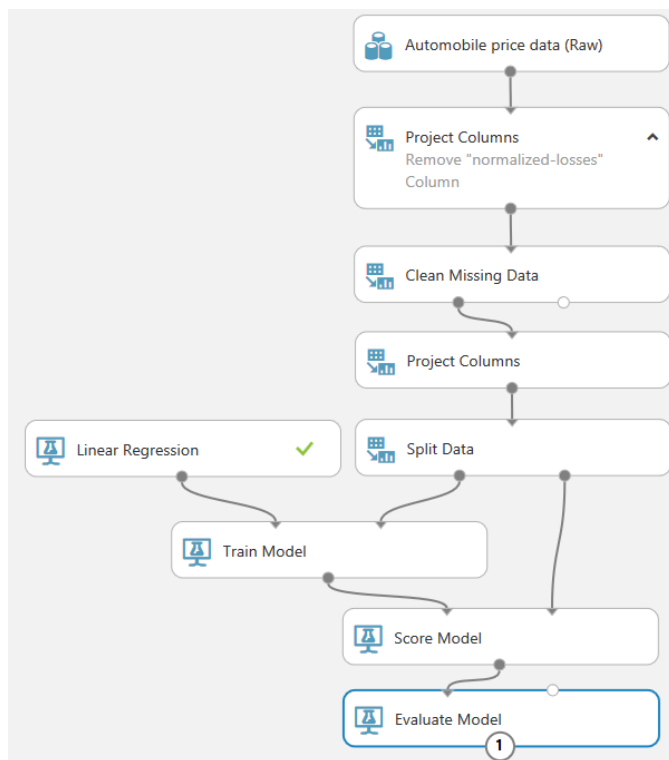 Automobile price data (Raw)
Project Columns
Remove "normalized-losses"
Column
Clean Missing Data
Project Columns
Linear Regression
Split Data
Train Model
Score Model
Evaluate Model
1